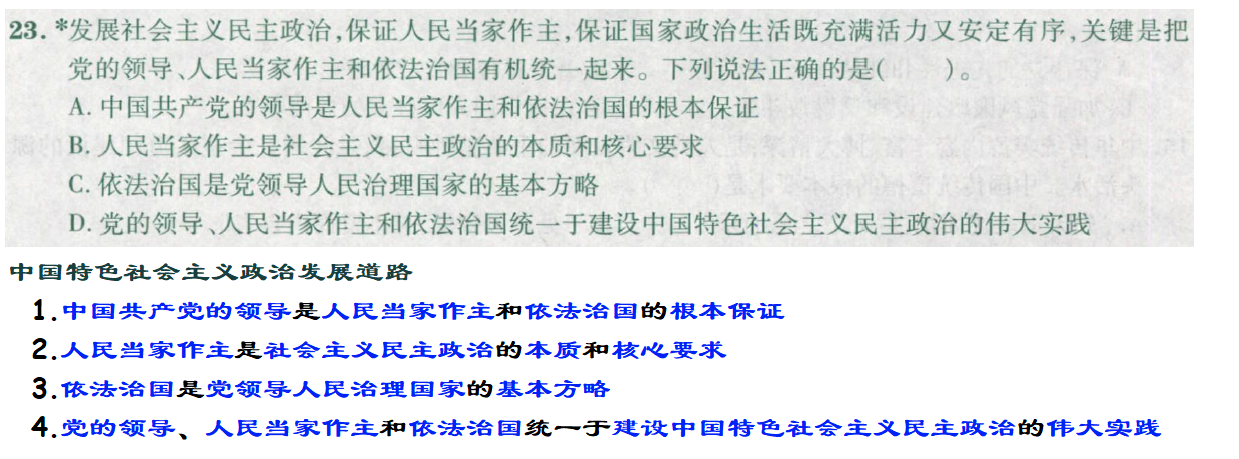 23. *发展社会主义民主政治,保证人民当家作主,保证国家政治生活既充满活力又安定有序,关键是把
党的领导、人民当家作主和依法治国有机统一起来。下列说法正确的是(　　)。
A. 中国共产党的领导是人民当家作主和依法治国的根本保证
B. 人民当家作主是社会主义民主政治的本质和核心要求
C. 依法治国是党领导人民治理国家的基本方略
D. 党的领导、人民当家作主和依法治国统一于建设中国特色社会主义民主政治的伟大实践
中国特色社会主义政治发展道路
1.中国共产党的领导是人民当家作主和依法治国的根本保证
2.人民当家作主是社会主义民主政治的本质和核心要求
3.依法治国是党领导人民治理国家的基本方略
4.党的领导、人民当家作主和依法治国统一于建设中国特色社会主义民主政治的伟大实践